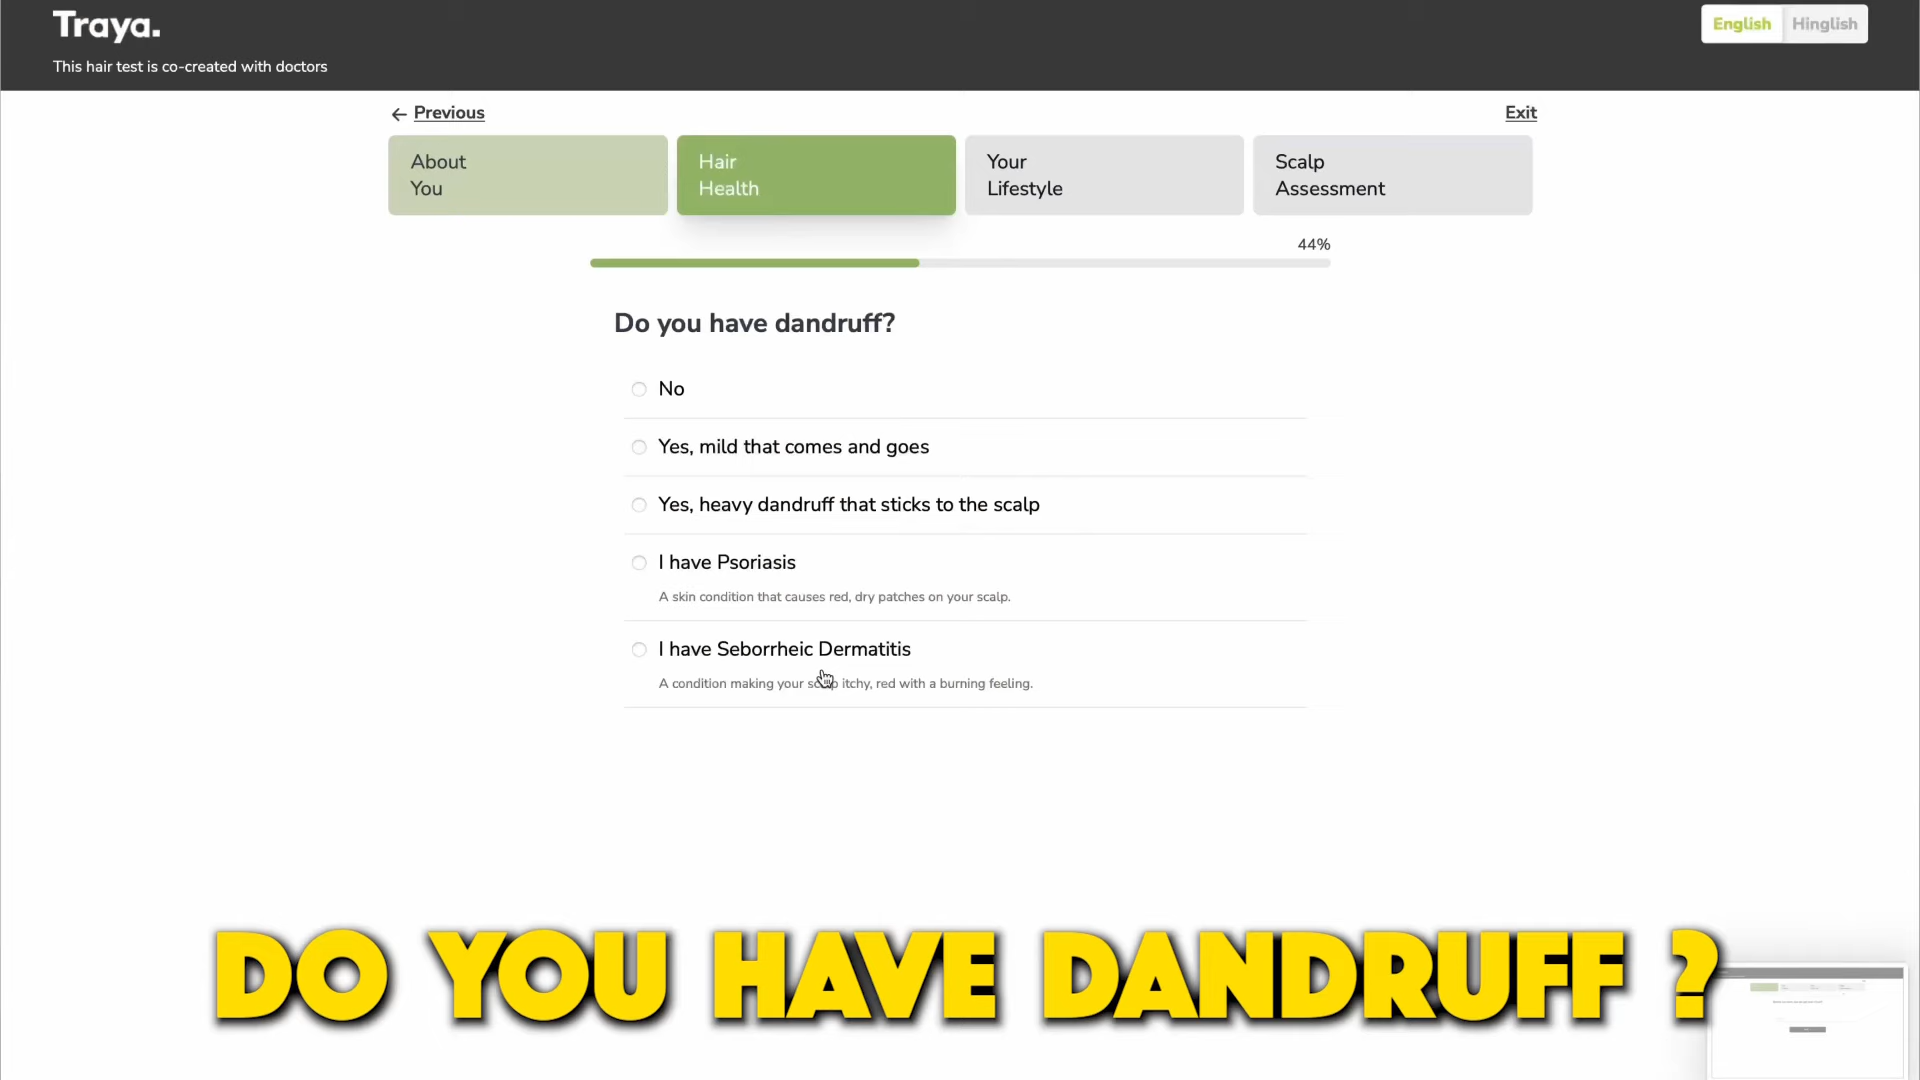 Traya.
English Hinglish
This hair test is co-created with doctors
Previous
Exit
About
You
Hair
Health
Your
Lifestyle
Scalp
Assessment
44%
Do you have dandruff?
No
Yes, mild that comes and goes
Yes, heavy dandruff that sticks to the scalp
I have Psoriasis
A skin condition that causes red, dry patches on your scalp.
I have Seborrheic Dermatitis
A condition making your scalp itchy, red with a burning feeling.
DO YOU HAVE DANDRUFF ?